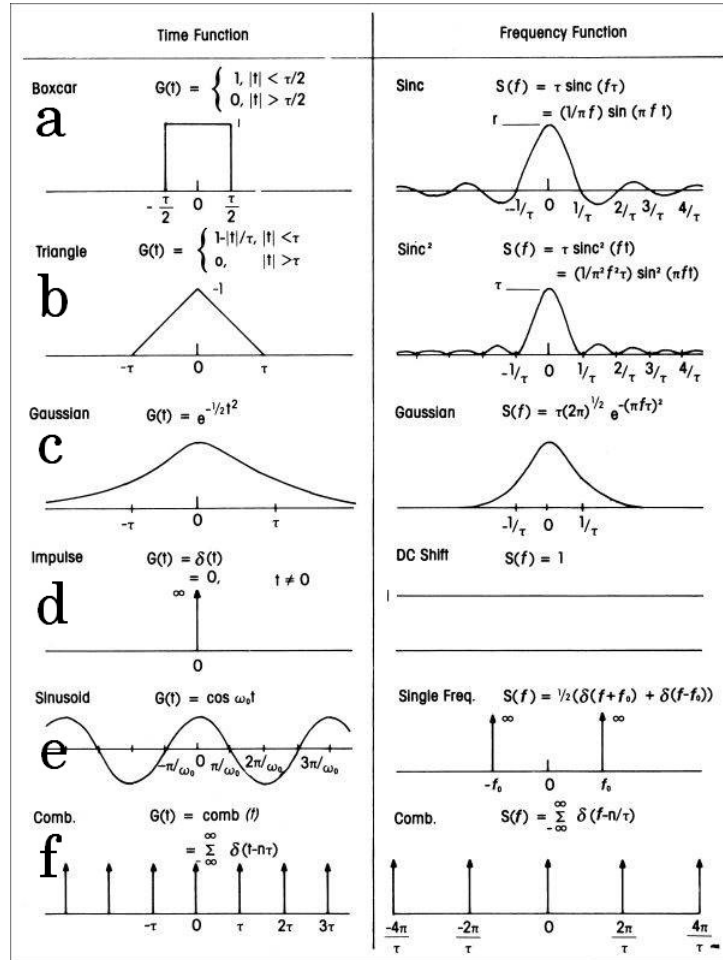 Time Function
Frequency Function
Boxcar
G(t) = { 1, |t| < τ/2
0, |t| > τ/2
a
1
-τ/2 0 τ/2
Sinc
S(f) = τ sinc (fτ)
r = (1/πf) sin (π f t)
--1/τ 0 1/τ 2/τ 3/τ 4/τ
Triangle
G(t) = { 1-|t|/τ, |t| <τ
0, |t| >τ
b
-1
-τ 0 τ
Sinc²
S(f) = τ sinc² (ft)
= (1/π²f²τ) sin² (πft)
τ
-1/τ 0 1/τ 2/τ 3/τ 4/τ
Gaussian
G(t) = e^-1/2t²
c
-τ 0 τ
Gaussian
S(f) = τ(2π)^1/2 e^-(πfτ)²
-1/τ 0 1/τ
Impulse
G(t) = δ(t)
= 0, t ≠ 0
d
∞
0
DC Shift
S(f) = 1
1
Sinusoid
G(t) = cos ω₀t
e
-π/ω₀ 0 π/ω₀ 2π/ω₀ 3π/ω₀
Single Freq.
S(f) = ½(δ(f+f₀) + δ(f-f₀))
∞ ∞
-f₀ 0 f₀
Comb.
G(t) = comb (t)
= ∞ Σ -∞ δ(t-nτ)
f
-τ 0 τ 2τ 3τ
Comb.
S(f) = ∞ Σ -∞ δ (f-n/τ)
-4π/τ -2π/τ 0 2π/τ 4π/τ -